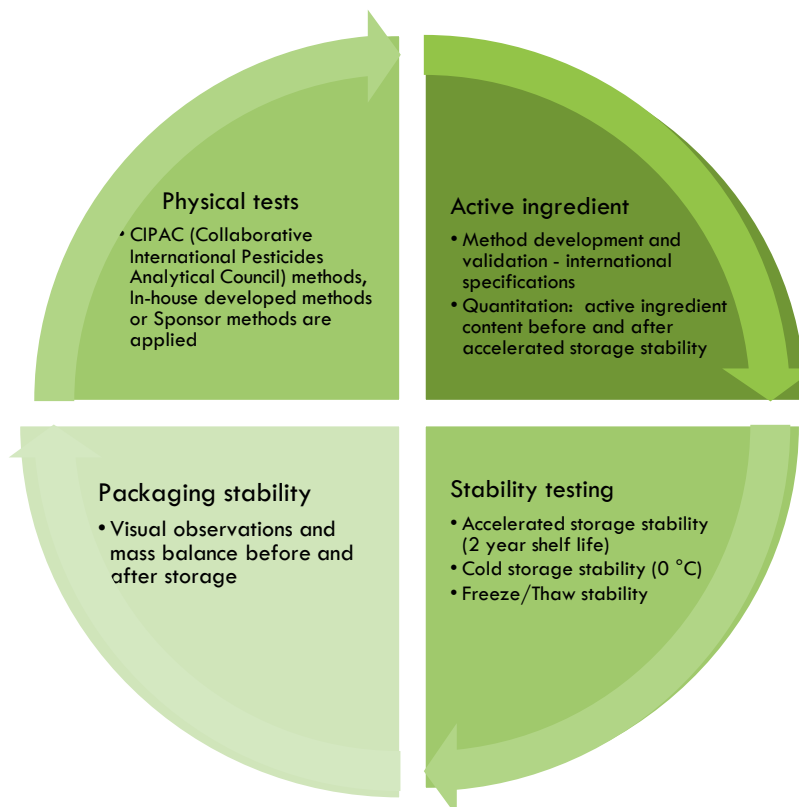 Physical tests
• CIPAC (Collaborative
International Pesticides
Analytical Council) methods,
In-house developed methods
or Sponsor methods are
applied
Active ingredient
• Method development and
validation - international
specifications
• Quantitation: active ingredient
content before and after
accelerated storage stability
Packaging stability
• Visual observations and
mass balance before and
after storage
Stability testing
• Accelerated storage stability
(2 year shelf life)
• Cold storage stability (0 °C)
• Freeze/Thaw stability